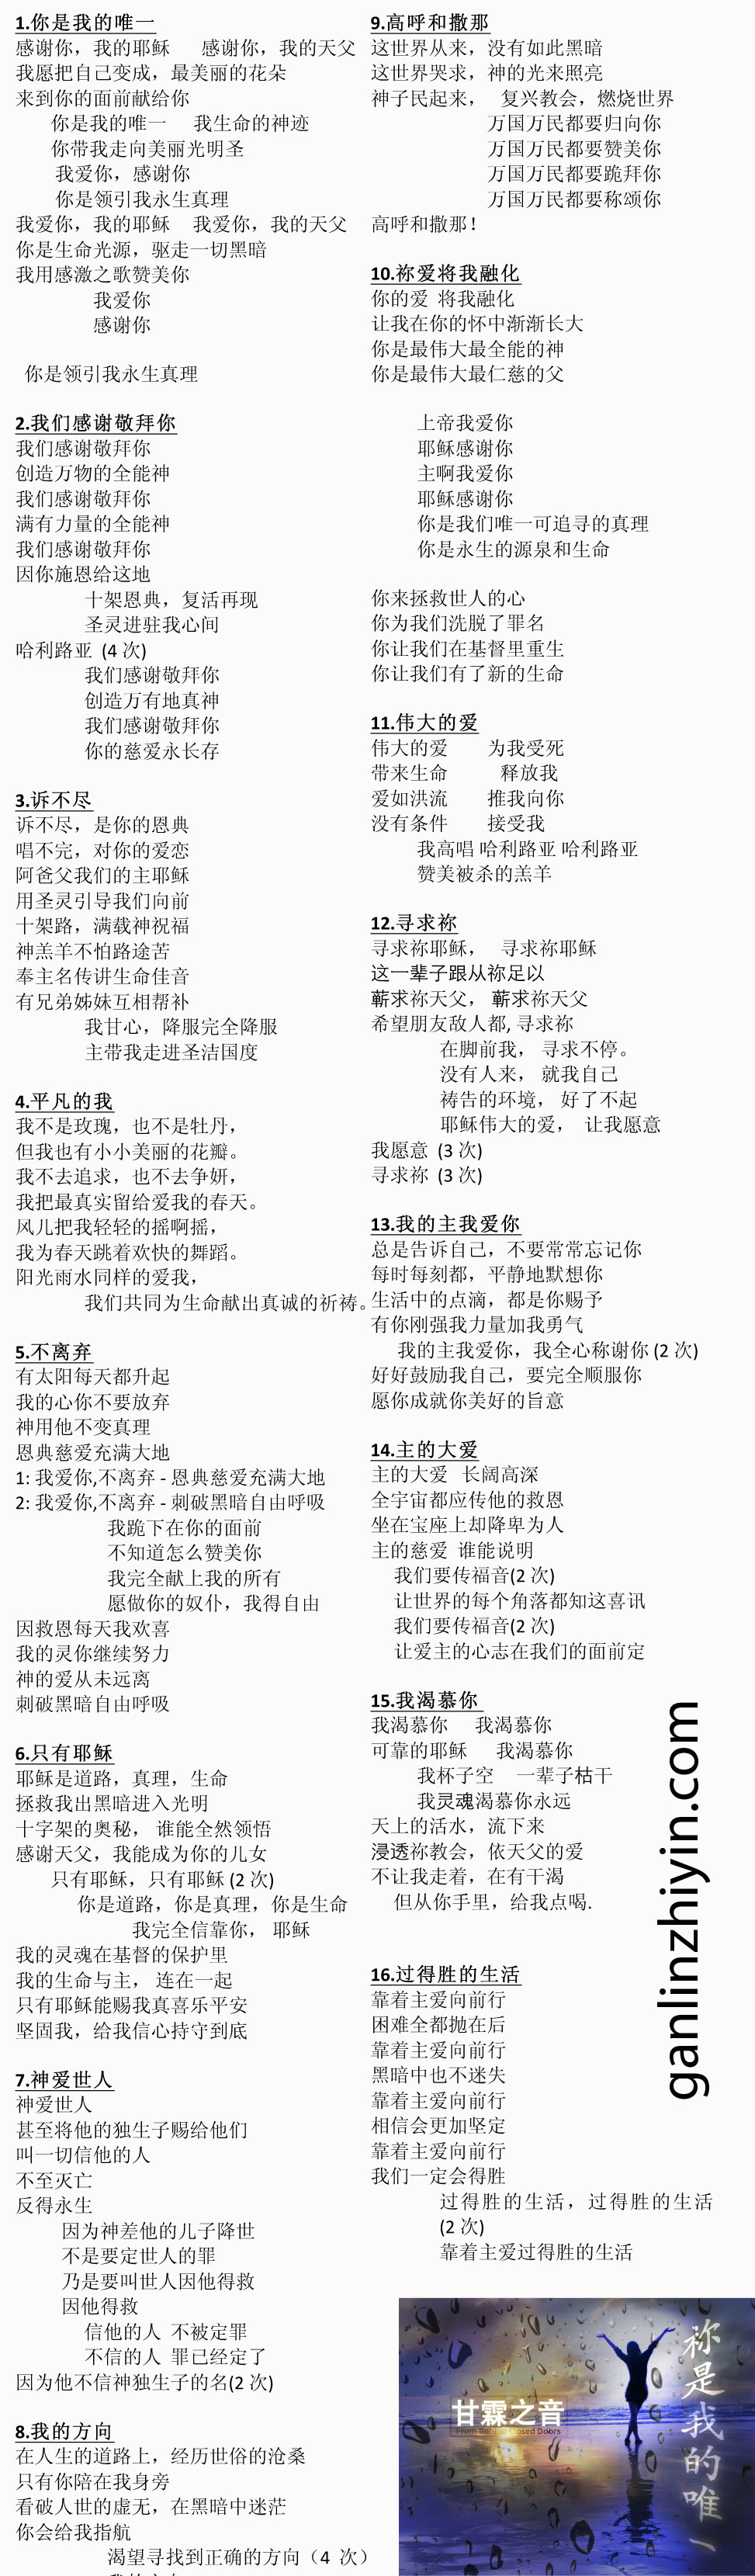 1.你是我的唯一
感谢你，我的耶稣 感谢你，我的天父
我愿把自己变成，最美丽的花朵
来到你的面前献给你
你是我的唯一 我生命的神迹
你带我走向美丽光明圣
我爱你，感谢你
你是领引我永生真理
我爱你，我的耶稣 我爱你，我的天父
你是生命光源，驱走一切黑暗
我用感激之歌赞美你
我爱你
感谢你
你是领引我永生真理
2.我们感谢敬拜你
我们感谢敬拜你
创造万物的全能神
我们感谢敬拜你
满有力量的全能神
我们感谢敬拜你
因你施恩给这地
十架恩典，复活再现
圣灵进驻我心间
哈利路亚 (4 次)
我们感谢敬拜你
创造万有地真神
我们感谢敬拜你
你的慈爱永长存
3.诉不尽
诉不尽，是你的恩典
唱不完，对你的爱恋
阿爸父我们的主耶稣
用圣灵引导我们向前
十架路，满载神祝福
神羔羊不怕路途苦
奉主名传讲生命佳音
有兄弟姊妹互相帮补
我甘心，降服完全降服
主带我走进圣洁国度
4.平凡的我
我不是玫瑰，也不是牡丹，
但我也有小小美丽的花瓣。
我不去追求，也不去争妍，
我把最真实留给爱我的春天。
风儿把我轻轻的摇啊摇，
我为春天跳着欢快的舞蹈。
阳光雨水同样的爱我，
我们共同为生命献出真诚的祈祷。
5.不离弃
有太阳每天都升起
我的心你不要放弃
神用他不变真理
恩典慈爱充满大地
1: 我爱你,不离弃 - 恩典慈爱充满大地
2: 我爱你,不离弃 - 刺破黑暗自由呼吸
我跪下在你的面前
不知道怎么赞美你
我完全献上我的所有
愿做你的奴仆，我得自由
因救恩每天我欢喜
我的灵你继续努力
神的爱从未远离
刺破黑暗自由呼吸
6.只有耶稣
耶稣是道路，真理，生命
拯救我出黑暗进入光明
十字架的奥秘， 谁能全然领悟
感谢天父，我能成为你的儿女
只有耶稣，只有耶稣 (2 次)
你是道路，你是真理，你是生命
我完全信靠你， 耶稣
我的灵魂在基督的保护里
我的生命与主， 连在一起
只有耶稣能赐我真喜乐平安
坚固我，给我信心持守到底
7.神爱世人
神爱世人
甚至将他的独生子赐给他们
叫一切信他的人
不至灭亡
反得永生
因为神差他的儿子降世
不是要定世人的罪
乃是要叫世人因他得救
因他得救
信他的人 不被定罪
不信的人 罪已经定了
因为他不信神独生子的名(2 次)
8.我的方向
在人生的道路上，经历世俗的沧桑
只有你陪在我身旁
看破人世的虚无，在黑暗中迷茫
你会给我指航
渴望寻找到正确的方向（4 次）
9.高呼和撒那
这世界从来，没有如此黑暗
这世界哭求，神的光来照亮
神子民起来， 复兴教会，燃烧世界
万国万民都要归向你
万国万民都要赞美你
万国万民都要跪拜你
万国万民都要称颂你
高呼和撒那！
10.祢爱将我融化
你的爱 将我融化
让我在你的怀中渐渐长大
你是最伟大最全能的神
你是最伟大最仁慈的父
上帝我爱你
耶稣感谢你
主啊我爱你
耶稣感谢你
你是我们唯一可追寻的真理
你是永生的源泉和生命
你来拯救世人的心
你为我们洗脱了罪名
你让我们在基督里重生
你让我们有了新的生命
11.伟大的爱
伟大的爱 为我受死
带来生命 释放我
爱如洪流 推我向你
没有条件 接受我
我高唱 哈利路亚 哈利路亚
赞美被杀的羔羊
12.寻求祢
寻求祢耶稣， 寻求祢耶稣
这一辈子跟从祢足以
蕲求祢天父， 蕲求祢天父
希望朋友敌人都, 寻求祢
在脚前我， 寻求不停。
没有人来， 就我自己
祷告的环境， 好了不起
耶稣伟大的爱， 让我愿意
我愿意 (3 次)
寻求祢 (3 次)
13.我的主我爱你
总是告诉自己，不要常常忘记你
每时每刻都，平静地默想你
生活中的点滴，都是你赐予
有你刚强我力量加我勇气
我的主我爱你，我全心称谢你 (2 次)
好好鼓励我自己，要完全顺服你
愿你成就你美好的旨意
14.主的大爱
主的大爱 长阔高深
全宇宙都应传他的救恩
坐在宝座上却降卑为人
主的慈爱 谁能说明
我们要传福音(2 次)
让世界的每个角落都知这喜讯
我们要传福音(2 次)
让爱主的心志在我们的面前定
15.我渴慕你
我渴慕你 我渴慕你
可靠的耶稣 我渴慕你
我杯子空 一辈子枯干
我灵魂渴慕你永远
天上的活水，流下来
浸透祢教会，依天父的爱
不让我走着，在有干渴
但从你手里，给我点喝.
16.过得胜的生活
靠着主爱向前行
困难全都抛在后
靠着主爱向前行
黑暗中也不迷失
靠着主爱向前行
相信会更加坚定
靠着主爱向前行
我们一定会得胜
过得胜的生活，过得胜的生活
(2 次)
靠着主爱过得胜的生活
ganlinzhiyin.com
甘霖之音
From Behind Closed Doors
祢是我的唯一